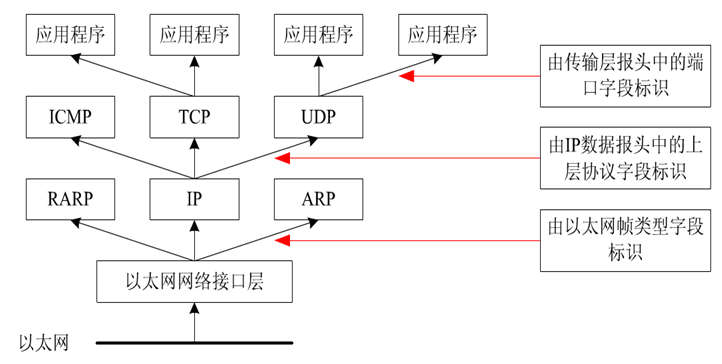 应用程序 应用程序 应用程序 应用程序
由传输层报头中的端
口字段标识
ICMP TCP UDP
由IP数据报头中的上
层协议字段标识
RARP IP ARP
由以太网帧类型字段
标识
以太网网络接口层
以太网